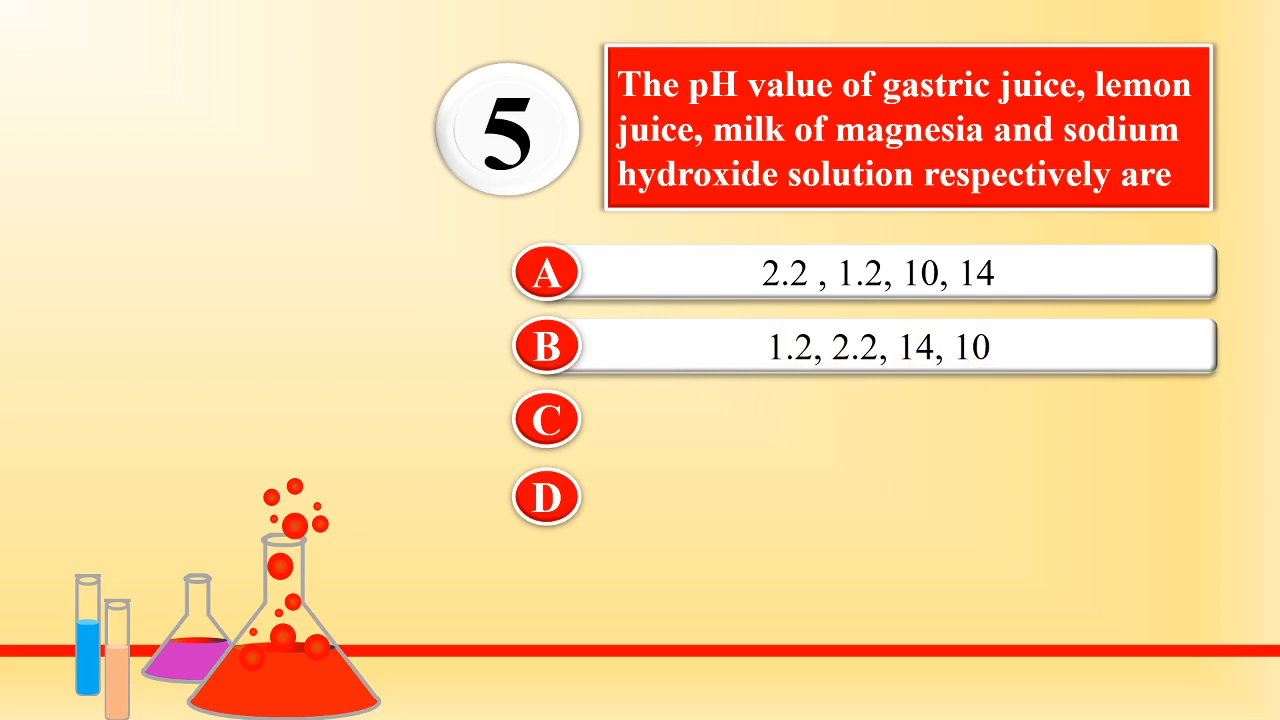 5
The pH value of gastric juice, lemon
juice, milk of magnesia and sodium
hydroxide solution respectively are
A 2.2 , 1.2, 10, 14
B 1.2, 2.2, 14, 10
C
D